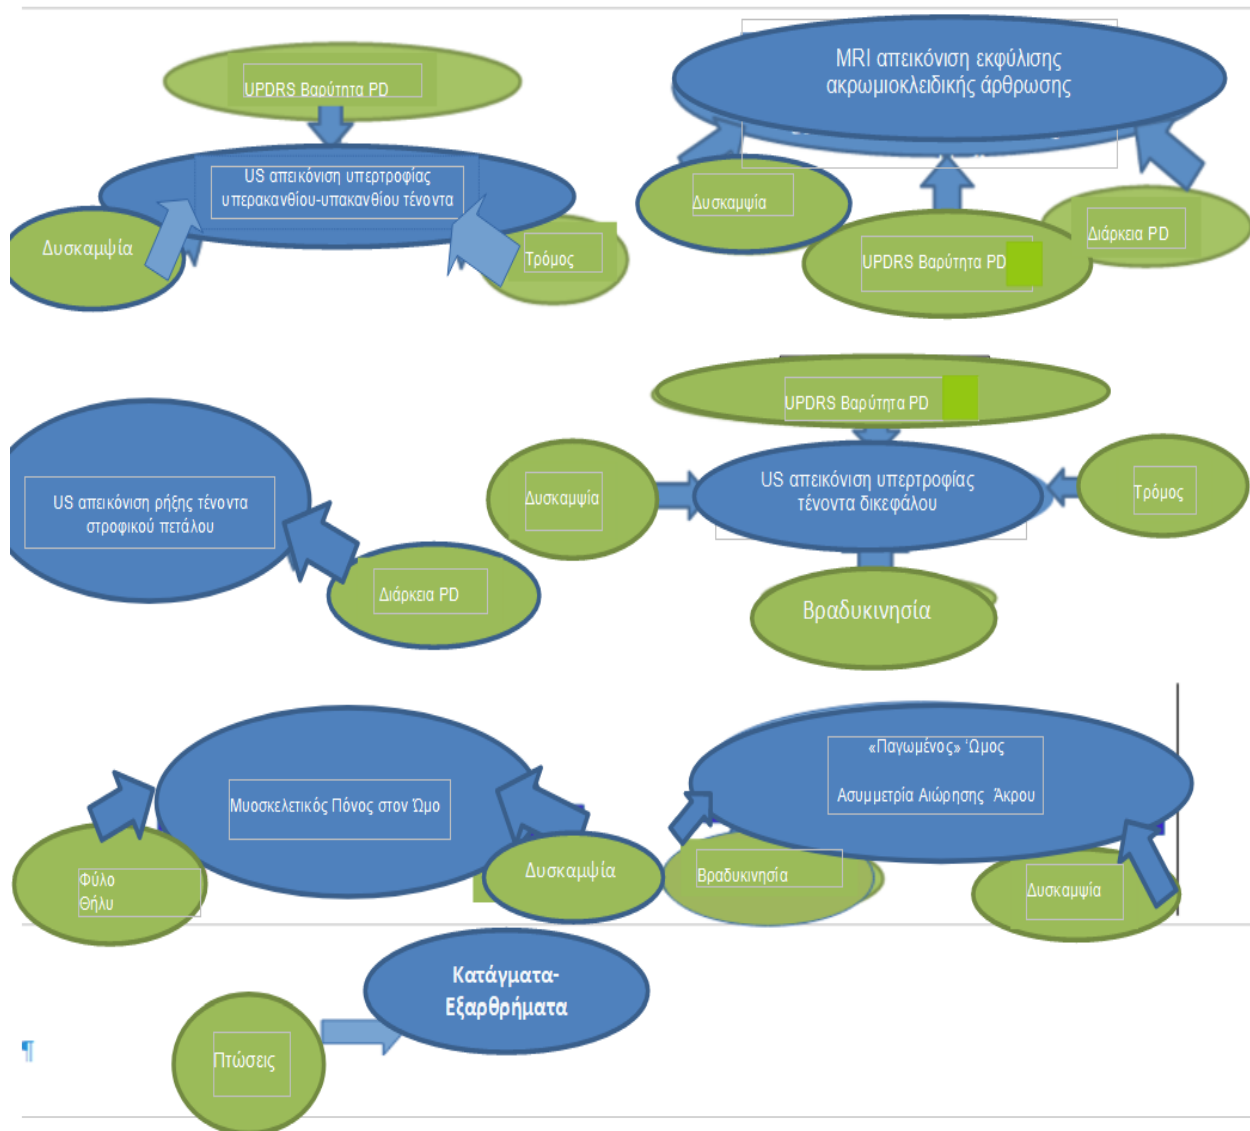 UPDRS Βαρύτητα PD
US απεικόνιση υπερτροφίας
υπερακανθίου-υπακανθίου τένοντα
Δυσκαμψία
Τρόμος
MRI απεικόνιση εκφύλισης
ακρωμιοκλειδικής άρθρωσης
Δυσκαμψία
UPDRS Βαρύτητα PD
Διάρκεια PD
US απεικόνιση ρήξης τένοντα
στροφικού πετάλου
Διάρκεια PD
UPDRS Βαρύτητα PD
Δυσκαμψία
US απεικόνιση υπερτροφίας
τένοντα δικεφάλου
Τρόμος
Βραδυκινησία
Μυοσκελετικός Πόνος στον Ώμο
Φύλο
Θήλυ
Δυσκαμψία
«Παγωμένος» Ώμος
Ασυμμετρία Αιώρησης Άκρου
Βραδυκινησία
Δυσκαμψία
Κατάγματα-
Εξαρθρήματα
Πτώσεις
¶